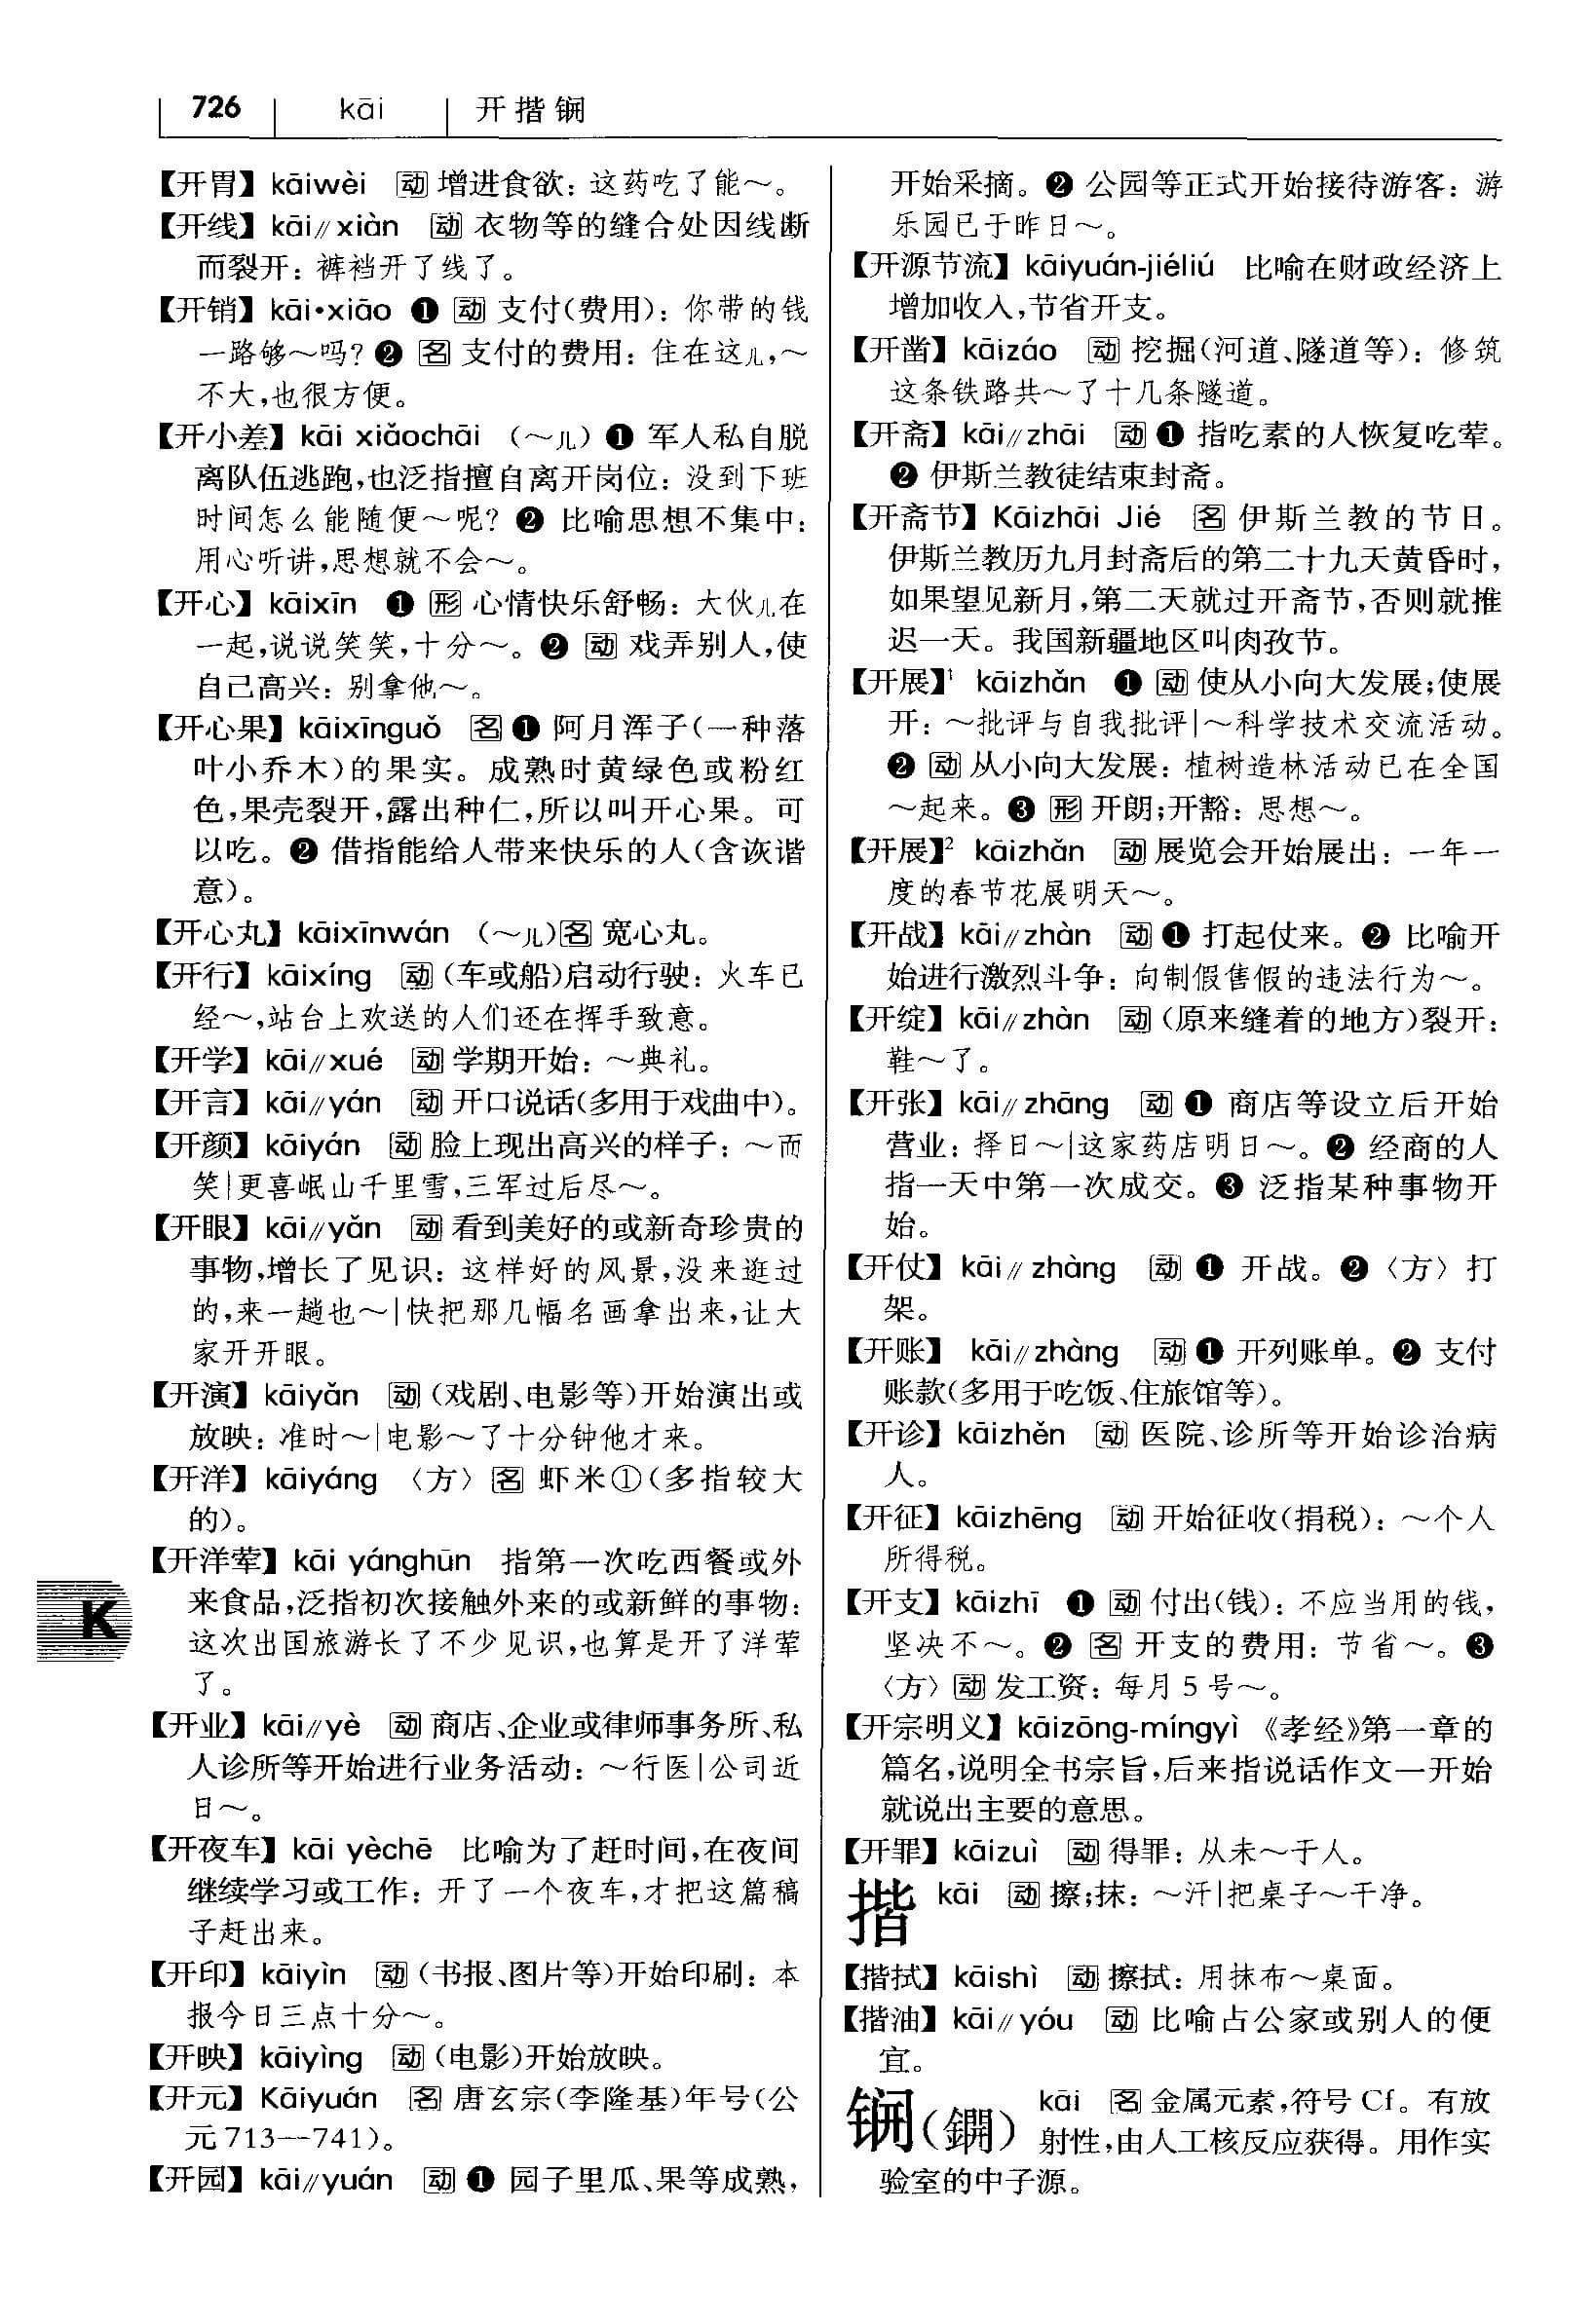 726 kāi 开揩锎
【开胃】kāiwèi 动 增进食欲：这药吃了能～。
【开线】kāi∥xiàn 动 衣物等的缝合处因线断
而裂开：裤裆开了线了。
【开销】kāi•xiāo ❶ 动 支付(费用)：你带的钱
一路够～吗？❷ 名 支付的费用：住在这儿,～
不大,也很方便。
【开小差】kāi xiǎochāi （～儿）❶ 军人私自脱
离队伍逃跑,也泛指擅自离开岗位：没到下班
时间怎么能随便～呢？❷ 比喻思想不集中：
用心听讲,思想就不会～。
【开心】kāixīn ❶ 形 心情快乐舒畅：大伙儿在
一起,说说笑笑,十分～。❷ 动 戏弄别人,使
自己高兴：别拿他～。
【开心果】kāixīnguǒ 名 ❶ 阿月浑子(一种落
叶小乔木)的果实。成熟时黄绿色或粉红
色,果壳裂开,露出种仁,所以叫开心果。可
以吃。❷ 借指能给人带来快乐的人(含诙谐
意)。
【开心丸】kāixīnwán （～儿）名 宽心丸。
【开行】kāixíng 动 (车或船)启动行驶：火车已
经～,站台上欢送的人们还在挥手致意。
【开学】kāi∥xué 动 学期开始：～典礼。
【开言】kāi∥yán 动 开口说话(多用于戏曲中)。
【开颜】kāiyán 动 脸上现出高兴的样子：～而
笑|更喜岷山千里雪,三军过后尽～。
【开眼】kāi∥yǎn 动 看到美好的或新奇珍贵的
事物,增长了见识：这样好的风景,没来逛过
的,来一趟也～|快把那几幅名画拿出来,让大
家开开眼。
【开演】kāiyǎn 动 (戏剧、电影等)开始演出或
放映：准时～|电影～了十分钟他才来。
【开洋】kāiyáng 〈方〉名 虾米①(多指较大
的)。
【开洋荤】kāi yánghūn 指第一次吃西餐或外
来食品,泛指初次接触外来的或新鲜的事物：
这次出国旅游长了不少见识,也算是开了洋荤
了。
【开业】kāi∥yè 动 商店、企业或律师事务所、私
人诊所等开始进行业务活动：～行医|公司近
日～。
【开夜车】kāi yèchē 比喻为了赶时间,在夜间
继续学习或工作：开了一个夜车,才把这篇稿
子赶出来。
【开印】kāiyìn 动 (书报、图片等)开始印刷：本
报今日三点十分～。
【开映】kāiyìng 动 (电影)开始放映。
【开元】Kāiyuán 名 唐玄宗(李隆基)年号(公
元713—741)。
【开园】kāi∥yuán 动 ❶ 园子里瓜、果等成熟,
开始采摘。❷ 公园等正式开始接待游客：游
乐园已于昨日～。
【开源节流】kāiyuán-jiéliú 比喻在财政经济上
增加收入,节省开支。
【开凿】kāizáo 动 挖掘(河道、隧道等)：修筑
这条铁路共～了十几条隧道。
【开斋】kāi∥zhāi 动 ❶ 指吃素的人恢复吃荤。
❷ 伊斯兰教徒结束封斋。
【开斋节】Kāizhāi Jié 名 伊斯兰教的节日。
伊斯兰教历九月封斋后的第二十九天黄昏时,
如果望见新月,第二天就过开斋节,否则就推
迟一天。我国新疆地区叫肉孜节。
【开展】¹ kāizhǎn ❶ 动 使从小向大发展;使展
开：～批评与自我批评|～科学技术交流活动。
❷ 动 从小向大发展：植树造林活动已在全国
～起来。❸ 形 开朗;开豁：思想～。
【开展】² kāizhǎn 动 展览会开始展出：一年一
度的春节花展明天～。
【开战】kāi∥zhàn 动 ❶ 打起仗来。❷ 比喻开
始进行激烈斗争：向制假售假的违法行为～。
【开绽】kāi∥zhàn 动 (原来缝着的地方)裂开：
鞋～了。
【开张】kāi∥zhāng 动 ❶ 商店等设立后开始
营业：择日～|这家药店明日～。❷ 经商的人
指一天中第一次成交。❸ 泛指某种事物开
始。
【开仗】kāi∥zhàng 动 ❶ 开战。❷〈方〉打
架。
【开账】kāi∥zhàng 动 ❶ 开列账单。❷ 支付
账款(多用于吃饭、住旅馆等)。
【开诊】kāizhěn 动 医院、诊所等开始诊治病
人。
【开征】kāizhēng 动 开始征收(捐税)：～个人
所得税。
【开支】kāizhī ❶ 动 付出(钱)：不应当用的钱,
坚决不～。❷ 名 开支的费用：节省～。❸
〈方〉动 发工资：每月5号～。
【开宗明义】kāizōng-míngyì 《孝经》第一章的
篇名,说明全书宗旨,后来指说话作文一开始
就说出主要的意思。
【开罪】kāizuì 动 得罪：从未～于人。
揩 kāi 动 擦;抹：～汗|把桌子～干净。
【揩拭】kāishì 动 擦拭：用抹布～桌面。
【揩油】kāi∥yóu 动 比喻占公家或别人的便
宜。
锎(鐦) kāi 名 金属元素,符号Cf。有放
射性,由人工核反应获得。用作实
验室的中子源。
K